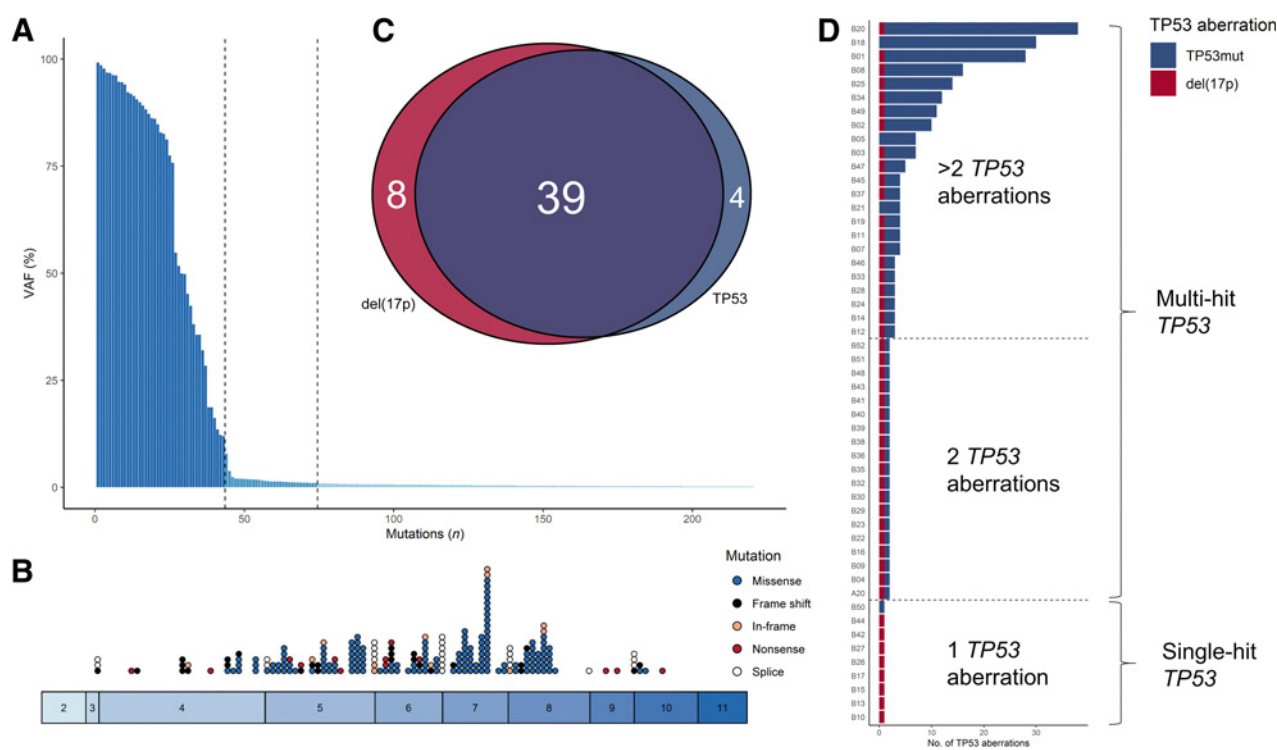 A
100
75
50
25
0
VAF (%)
0
50
100
150
200
Mutations (n)
C
8
39
4
del(17p)
TP53
B
Mutation
Missense
Frame shift
In-frame
Nonsense
Splice
2
3
4
5
6
7
8
9
10
11
D
TP53 aberration
TP53mut
del(17p)
B20
B18
B01
B08
B25
B34
B49
B02
B05
B03
B47
B45
B37
B21
B19
B11
B07
B46
B33
B28
B24
B14
B12
B52
B51
B48
B43
B41
B40
B39
B38
B36
B35
B32
B30
B29
B23
B22
B16
B09
B04
A20
B50
B44
B42
B27
B26
B17
B15
B13
B10
>2 TP53
aberrations
2 TP53
aberrations
1 TP53
aberration
Multi-hit
TP53
Single-hit
TP53
0
10
20
30
No. of TP53 aberrations